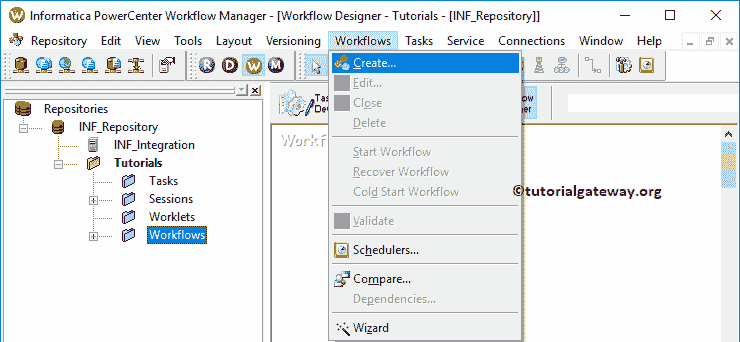 Informatica PowerCenter Workflow Manager - [Workflow Designer - Tutorials - [INF_Repository]]
Repository Edit View Tools Layout Versioning Workflows Tasks Service Connections Window Help
R D W M
Repositories
INF_Repository
INF_Integration
Tutorials
Tasks
Sessions
Worklets
Workflows
Create...
Edit...
Close
Delete
Start Workflow
Recover Workflow
Cold Start Workflow
Validate
Schedulers...
Compare...
Dependencies...
Wizard
©tutorialgateway.org